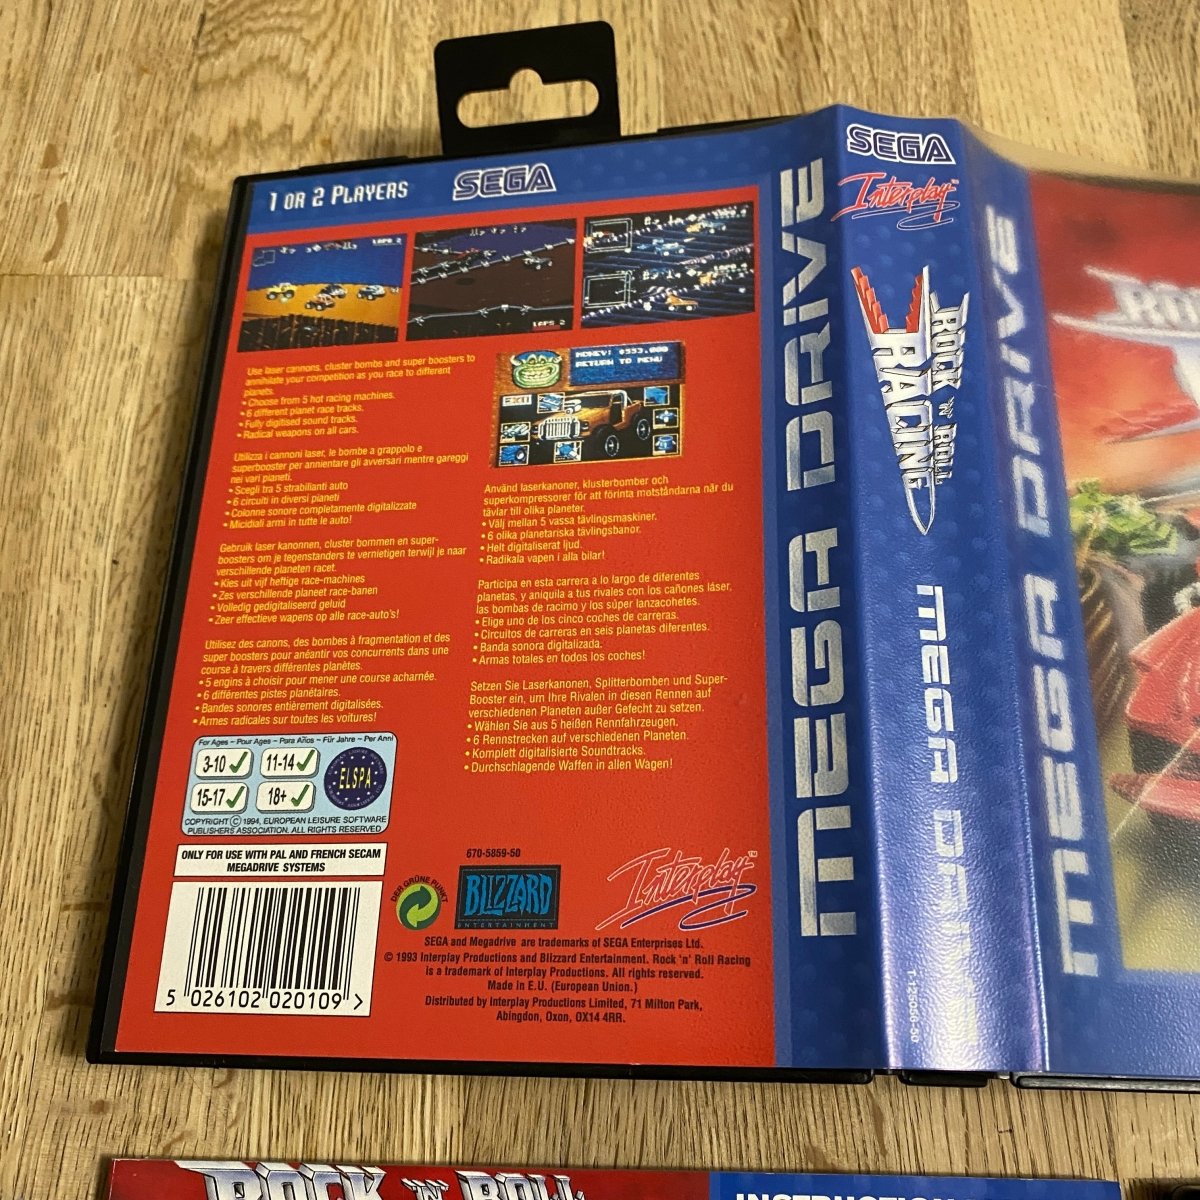 1 OR 2 PLAYERS
SEGA
LAPS 2
LAPS 2
MONEY: $333,000
RETURN TO MENU
EXIT
Use laser cannons, cluster bombs and super boosters to
annihilate your competition as you race to different
planets.
• Choose from 5 hot racing machines.
• 6 different planet race tracks.
• Fully digitised sound tracks.
• Radical weapons on all cars.
Utilizza i cannoni laser, le bombe a grappolo e
superbooster per annientare gli avversari mentre gareggi
nei vari pianeti.
• Scegli tra 5 strabilianti auto
• 6 circuiti in diversi pianeti
• Colonne sonore completamente digitalizzate
• Micidiali armi in tutte le auto!
Gebruik laser kanonnen, cluster bommen en super-
boosters om je tegenstanders te vernietigen terwijl je naar
verschillende planeten racet.
• Kies uit vijf heftige race-machines
• Zes verschillende planeet race-banen
• Volledig gedigitaliseerd geluid
• Zeer effectieve wapens op alle race-auto's!
Utilisez des canons, des bombes à fragmentation et des
super boosters pour anéantir vos concurrents dans une
course à travers différentes planètes.
• 5 engins à choisir pour mener une course acharnée.
• 6 différentes pistes planétaires.
• Bandes sonores entièrement digitalisées.
• Armes radicales sur toutes les voitures!
Använd laserkanoner, klusterbomber och
superkompressorer för att förinta motståndarna när du
tävlar till olika planeter.
• Välj mellan 5 vassa tävlingsmaskiner.
• 6 olika planetariska tävlingsbanor.
• Helt digitaliserat ljud.
• Radikala vapen i alla bilar!
Participa en esta carrera a lo largo de diferentes
planetas, y aniquila a tus rivales con los cañones láser,
las bombas de racimo y los sùper lanzacohetes.
• Elige uno de los cinco coches de carreras.
• Circuitos de carreras en seis planetas diferentes.
• Banda sonora digitalizada.
• Armas totales en todos los coches!
Setzen Sie Laserkanonen, Splitterbomben und Super-
Booster ein, um Ihre Rivalen in diesen Rennen auf
verschiedenen Planeten außer Gefecht zu setzen.
• Wählen Sie aus 5 heißen Rennfahrzeugen.
• 6 Rennstrecken auf verschiedenen Planeten.
• Komplett digitalisierte Soundtracks.
• Durchschlagende Waffen in allen Wagen!
For Ages – Pour Ages – Para Años – Für Jahre – Per Anni
3-10 11-14
15-17 18+
ELSPA
COPYRIGHT © 1994, EUROPEAN LEISURE SOFTWARE
PUBLISHERS ASSOCIATION. ALL RIGHTS RESERVED
ONLY FOR USE WITH PAL AND FRENCH SECAM
MEGADRIVE SYSTEMS
5 026102 020109 >
670-5859-50
DER GRÜNE PUNKT
BLIZZARD
ENTERTAINMENT
Interplay™
SEGA and Megadrive are trademarks of SEGA Enterprises Ltd.
© 1993 Interplay Productions and Blizzard Entertainment. Rock 'n' Roll Racing
is a trademark of Interplay Productions. All rights reserved.
Made in E.U. (European Union.)
Distributed by Interplay Productions Limited, 71 Milton Park,
Abingdon, Oxon, OX14 4RR.
MEGA DRIVE
SEGA
Interplay™
ROCK 'N' ROLL
RACING
MEGA DRIVE
T-125056-50
MEGA DRIVE
ROCK 'N' ROLL